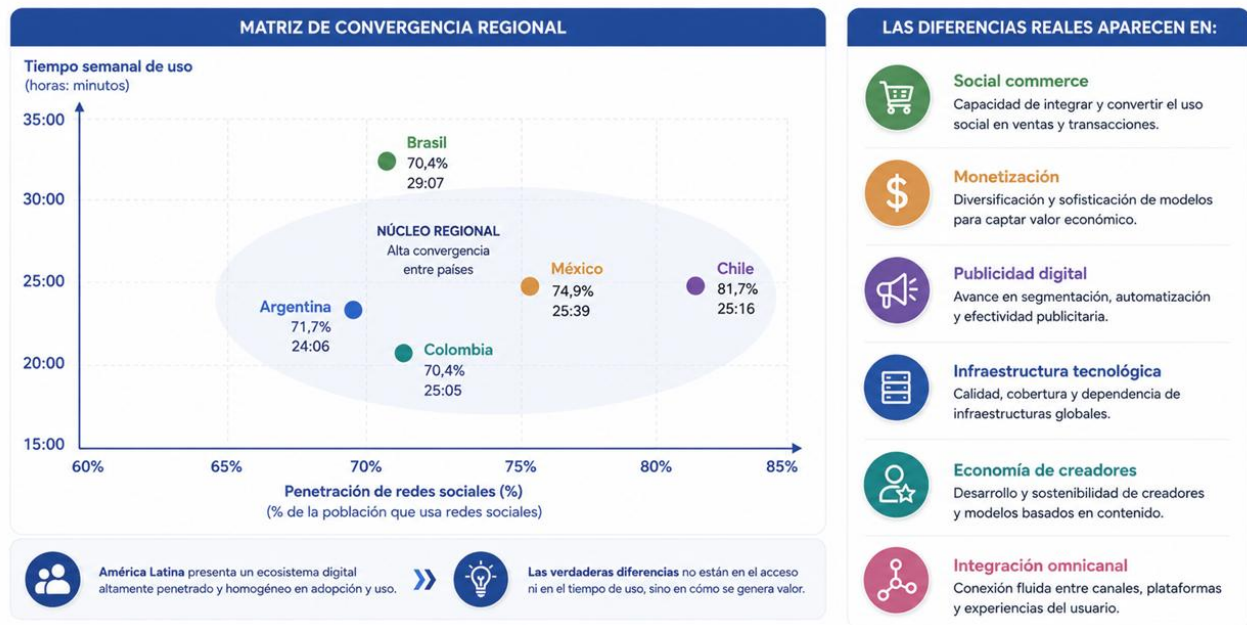 MATRIZ DE CONVERGENCIA REGIONAL
Tiempo semanal de uso
(horas: minutos)
35:00
30:00
25:00
20:00
15:00
Brasil
70,4%
29:07
NÚCLEO REGIONAL
Alta convergencia
entre países
México
74,9%
25:39
Chile
81,7%
25:16
Argentina
71,7%
24:06
Colombia
70,4%
25:05
60%
65%
70%
75%
80%
85%
Penetración de redes sociales (%)
(% de la población que usa redes sociales)
América Latina presenta un ecosistema digital
altamente penetrado y homogéneo en adopción y uso.
Las verdaderas diferencias no están en el acceso
ni en el tiempo de uso, sino en cómo se genera valor.
LAS DIFERENCIAS REALES APARECEN EN:
Social commerce
Capacidad de integrar y convertir el uso
social en ventas y transacciones.
$
Monetización
Diversificación y sofisticación de modelos
para captar valor económico.
Publicidad digital
Avance en segmentación, automatización
y efectividad publicitaria.
Infraestructura tecnológica
Calidad, cobertura y dependencia de
infraestructuras globales.
Economía de creadores
Desarrollo y sostenibilidad de creadores
y modelos basados en contenido.
Integración omnicanal
Conexión fluida entre canales, plataformas
y experiencias del usuario.